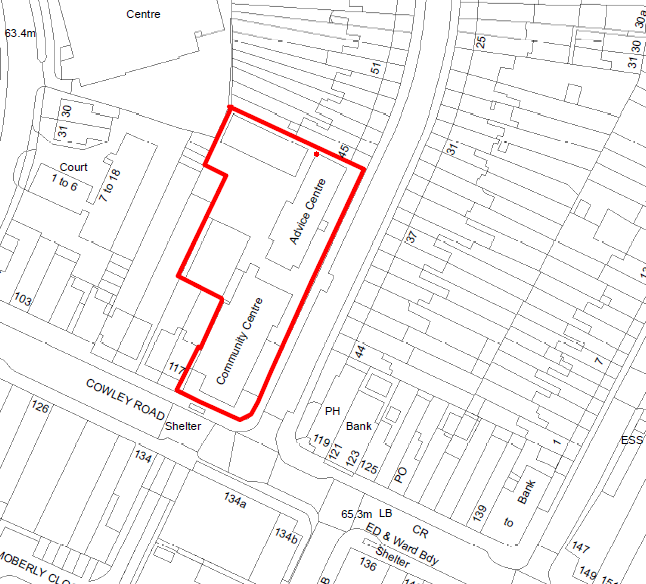 Centre
30a
63.4m
25
31 30
51
31 30
45
31
Court
1 to 6
7 to 18
Advice Centre
37
103
Community Centre
44
117
7
COWLEY ROAD
126
Shelter
PH
Bank
119
121
123
125
1
ESS
134
PO
134a
139
Bank
to
65.3m
LB
CR
134b
ED & Ward Bdy
Shelter
147
136
149
MOBERLY CLO